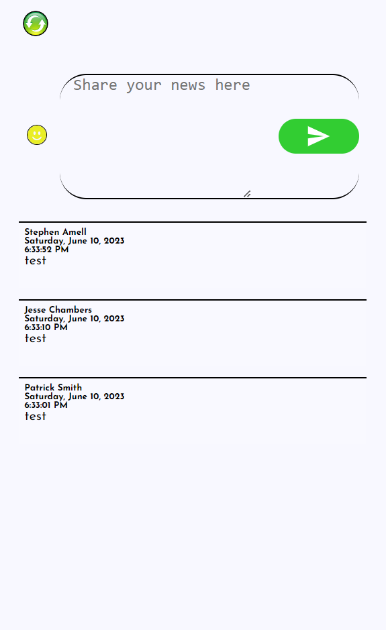 Share your news here
Stephen Amell
Saturday, June 10, 2023
6:33:52 PM
test
Jesse Chambers
Saturday, June 10, 2023
6:33:10 PM
test
Patrick Smith
Saturday, June 10, 2023
6:33:01 PM
test